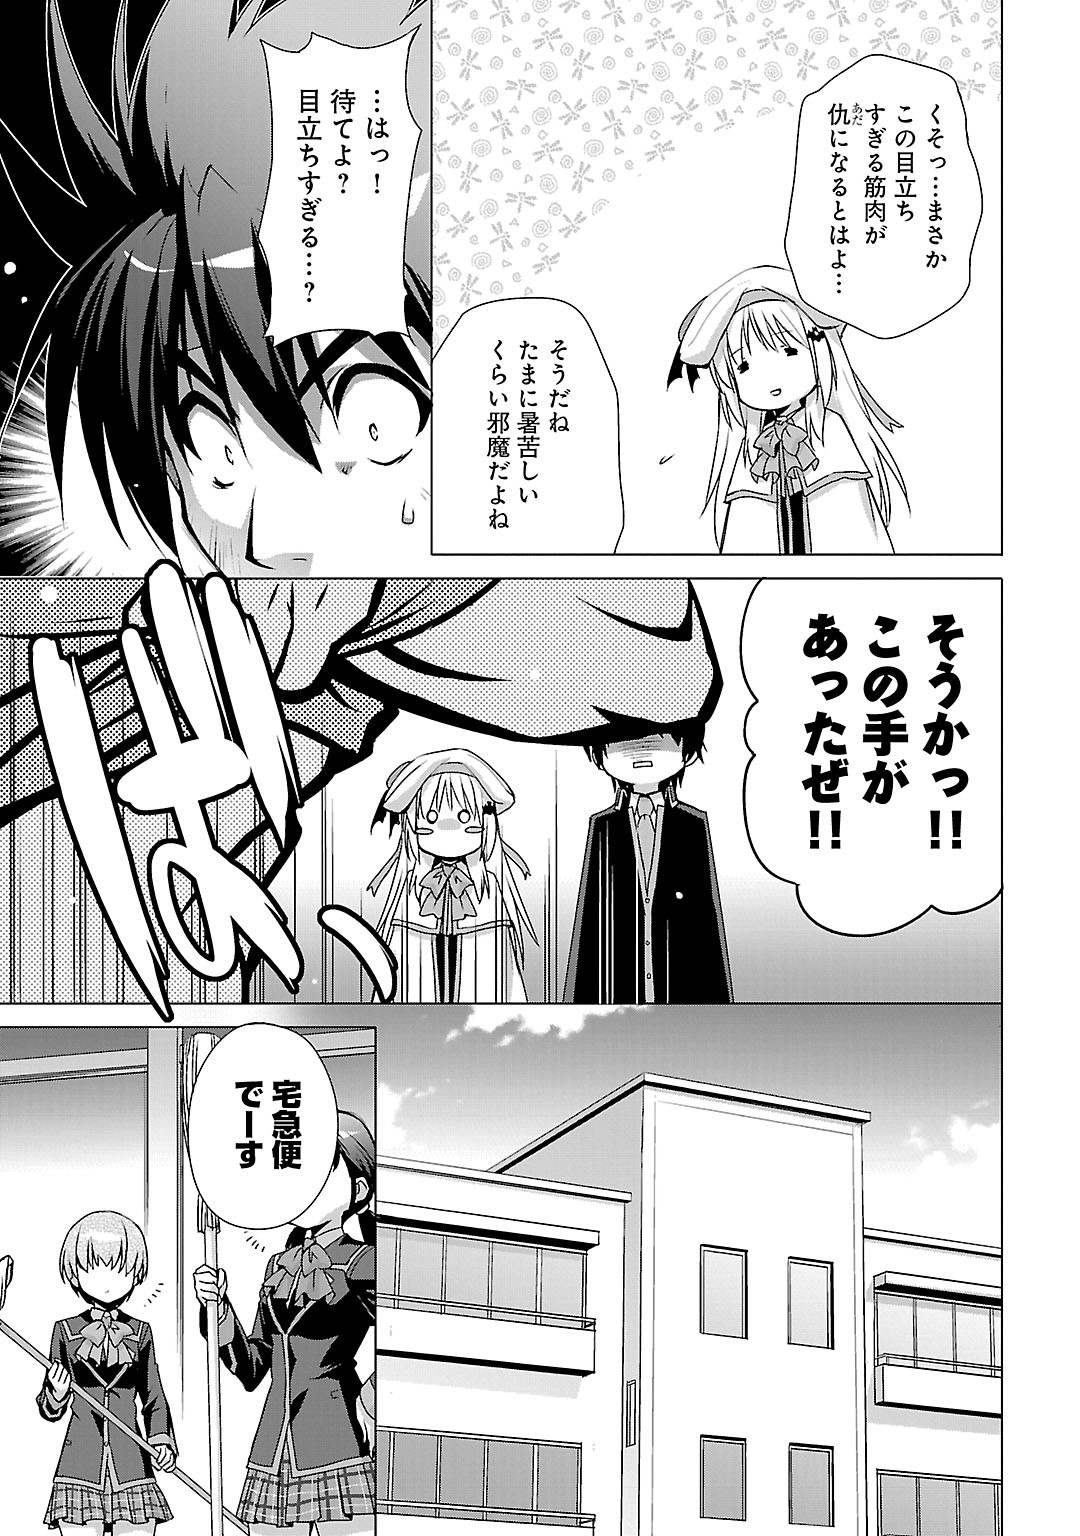 くそっ…まさか
この目立ち
すぎる筋肉が
仇になるとはよ…
あだ
そうだね
たまに暑苦しい
くらい邪魔だよね
…はっ!
待てよ?
目立ちすぎる…?
そうかっ!!
この手が
あったぜ!!
ばっ
宅急便
でーす